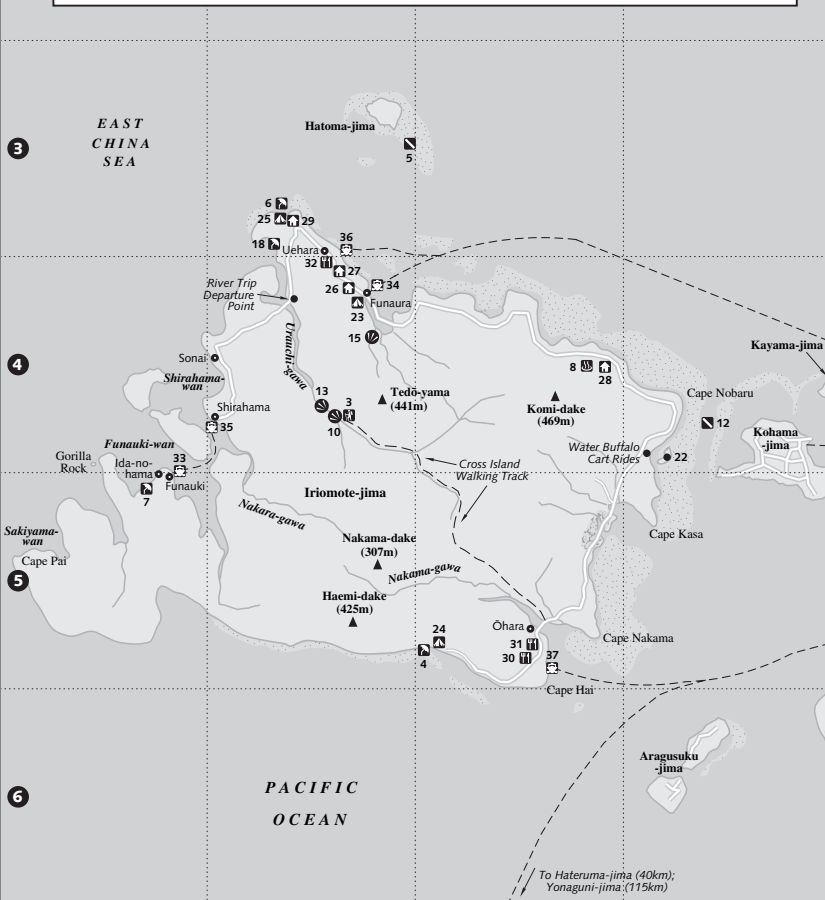 EAST
CHINA
SEA
3
Hatoma-jima
5
6
25
29
18
Uehara
36
32
27
34
26
Funaura
23
River Trip
Departure
Point
15
Urauchi-gawa
Kayama-jima
4
Sonai
Shirahama-
wan
8
28
13
3
10
Tedō-yama
(441m)
Komi-dake
(469m)
Cape Nobaru
12
Shirahama
35
Kohama
-jima
Funauki-wan
Gorilla
Rock
Ida-no-
hama
33
Funauki
7
Water Buffalo
Cart Rides
22
Cross Island
Walking Track
Iriomote-jima
Nakara-gawa
Sakiyama-
wan
Cape Pai
Cape Kasa
Nakama-dake
(307m)
5
Nakama-gawa
Haemi-dake
(425m)
24
4
Ōhara
31
30
37
Cape Nakama
Cape Hai
Aragusuku
-jima
6
PACIFIC
OCEAN
To Hateruma-jima (40km);
Yonaguni-jima (115km)